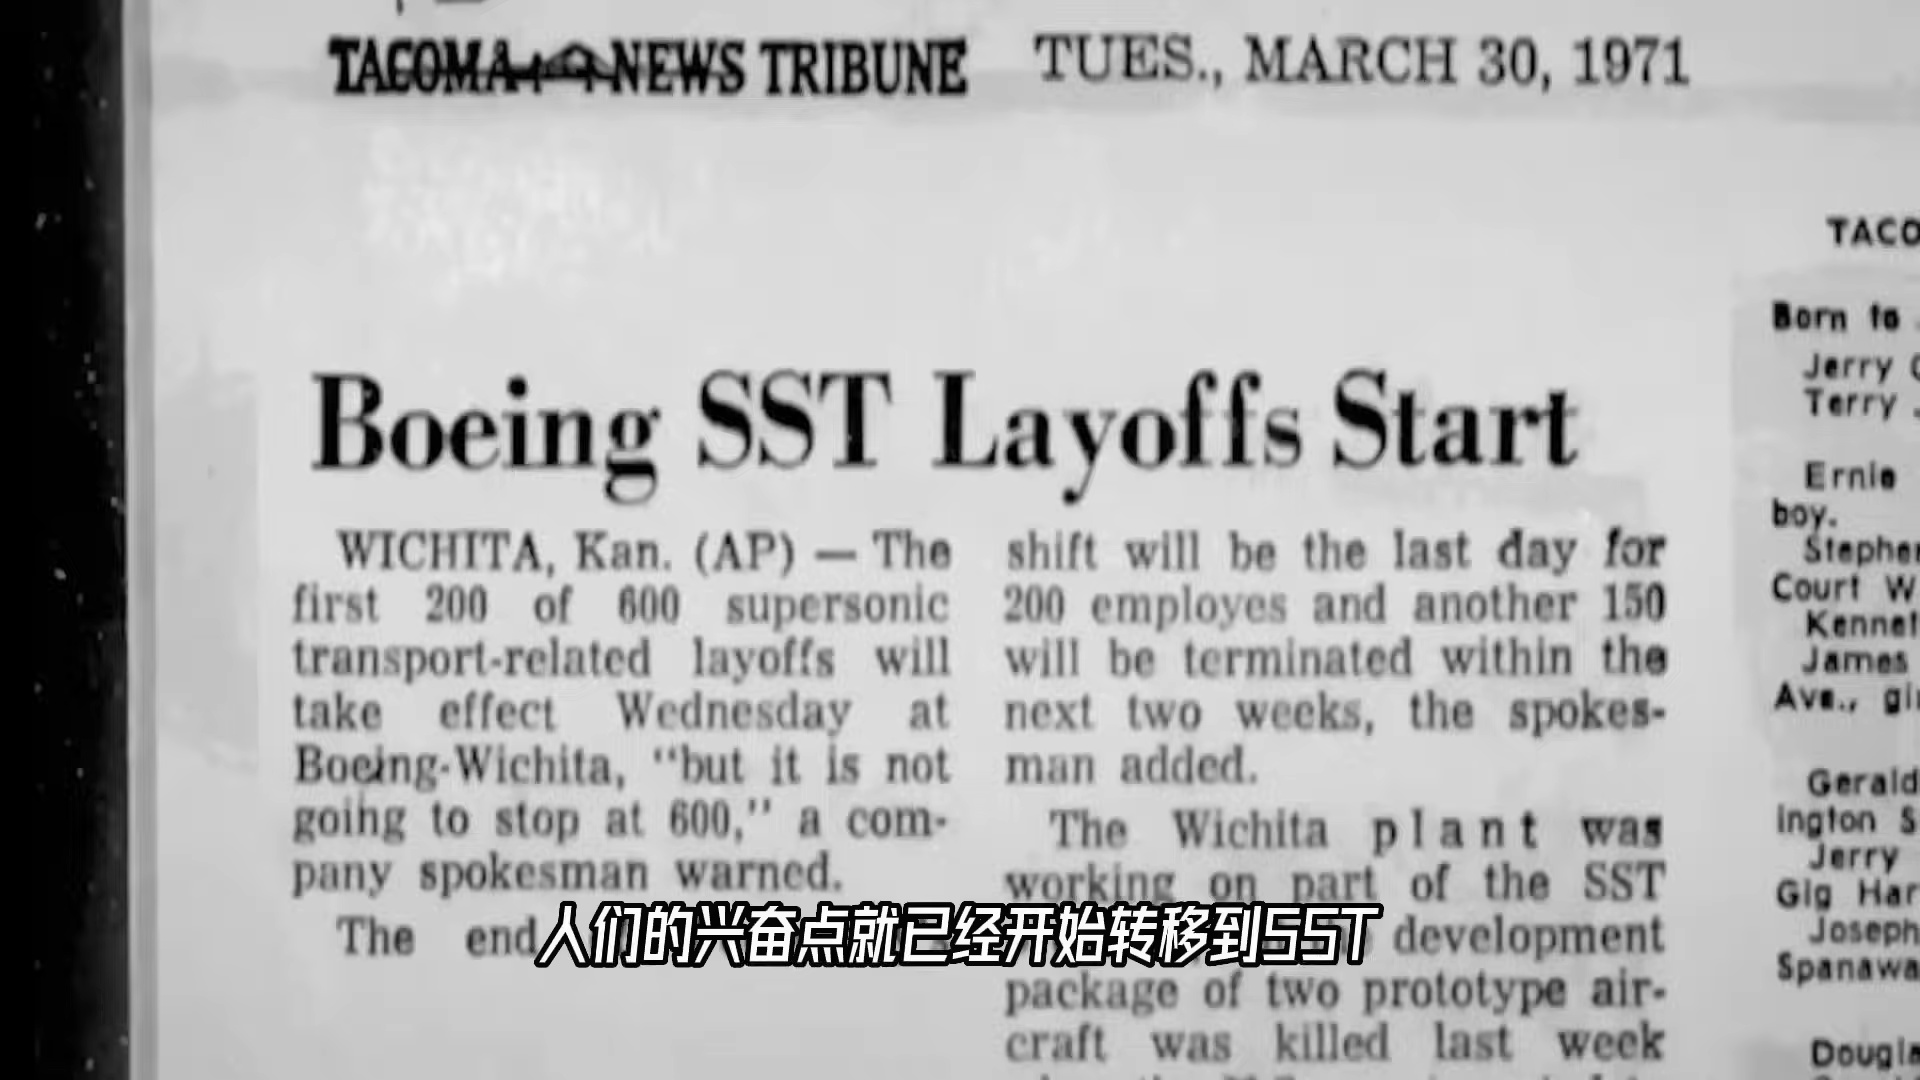 TACOMA NEWS TRIBUNE TUES., MARCH 30, 1971
Boeing SST Layoffs Start
WICHITA, Kan. (AP) — The
first 200 of 600 supersonic
transport-related layoffs will
take effect Wednesday at
Boeing-Wichita, “but it is not
going to stop at 600,” a com-
pany spokesman warned.
The end
shift will be the last day for
200 employes and another 150
will be terminated within the
next two weeks, the spokes-
man added.
The Wichita plant was
working on part of the SST
development
package of two prototype air-
craft was killed last week
TACO
Born to
Jerry
Terry
Ernie
boy.
Stephen
Court W
Kennet
James
Ave., gi
Gerald
ington S
Jerry
Gig Har
Joseph
Spanawa
Dougla
人们的兴奋点就已经开始转移到SST